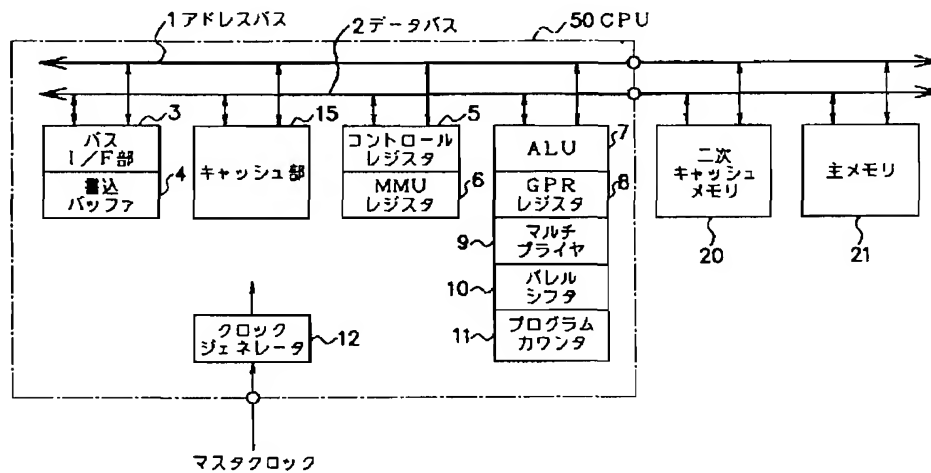 1アドレスバス
2データバス
50 CPU
3
バス
I/F部
書込
バッファ
4
15
キャッシュ部
5
コントロール
レジスタ
MMU
レジスタ
6
ALU
7
GPR
レジスタ
8
マルチ
プライヤ
9
バレル
シフタ
10
プログラム
カウンタ
11
二次
キャッシュ
メモリ
20
主メモリ
21
クロック
ジェネレータ
12
マスタクロック